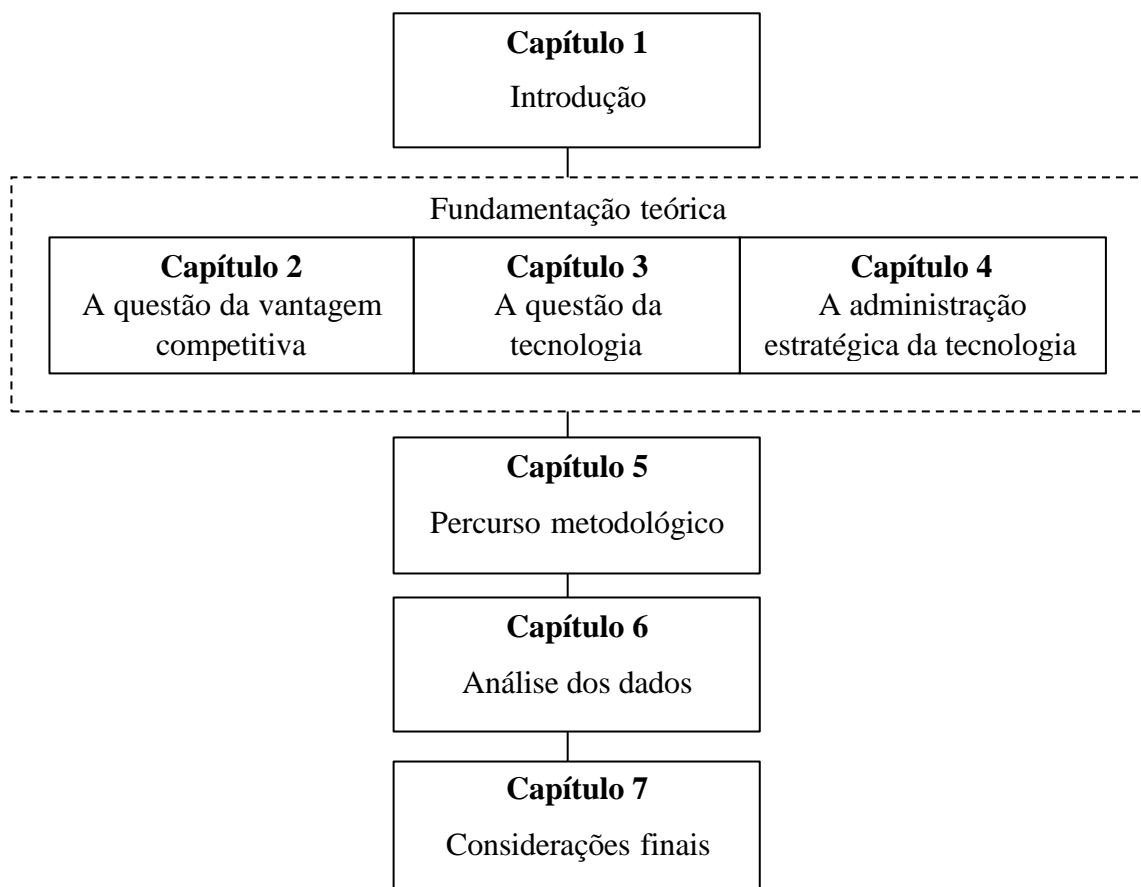 Capítulo 1
Introdução
Fundamentação teórica
Capítulo 2
A questão da vantagem
competitiva
Capítulo 3
A questão da
tecnologia
Capítulo 4
A administração
estratégica da tecnologia
Capítulo 5
Percurso metodológico
Capítulo 6
Análise dos dados
Capítulo 7
Considerações finais